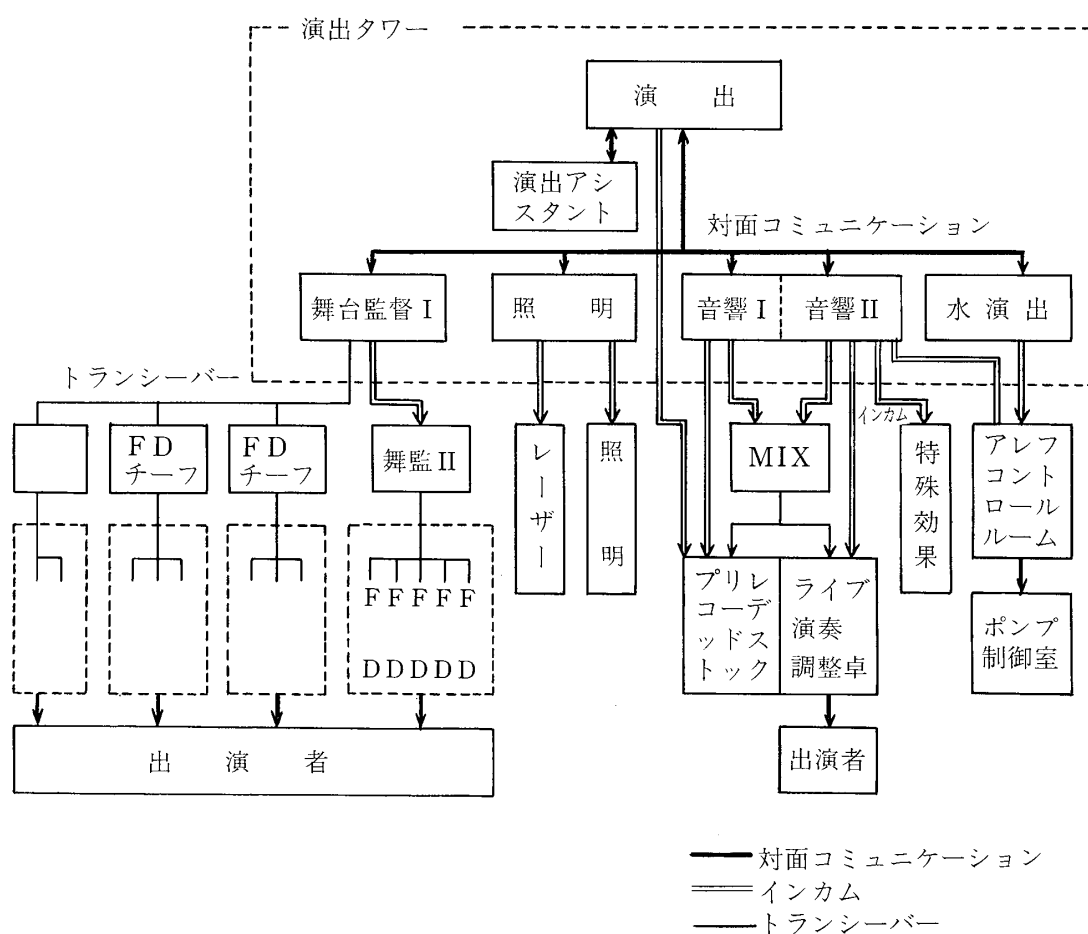 演出タワー
演出
演出アシ
スタント
対面コミュニケーション
舞台監督Ⅰ
照明
音響Ⅰ
音響Ⅱ
水演出
トランシーバー
FD
チーフ
FD
チーフ
舞監Ⅱ
レーザー
照明
MIX
インカム
特殊効果
アレフ
コント
ロール
ルーム
FFFFF
DDDDD
プリレ
コーデ
ッドス
トック
ライブ
演奏
調整卓
ポンプ
制御室
出演者
出演者
対面コミュニケーション
インカム
トランシーバー